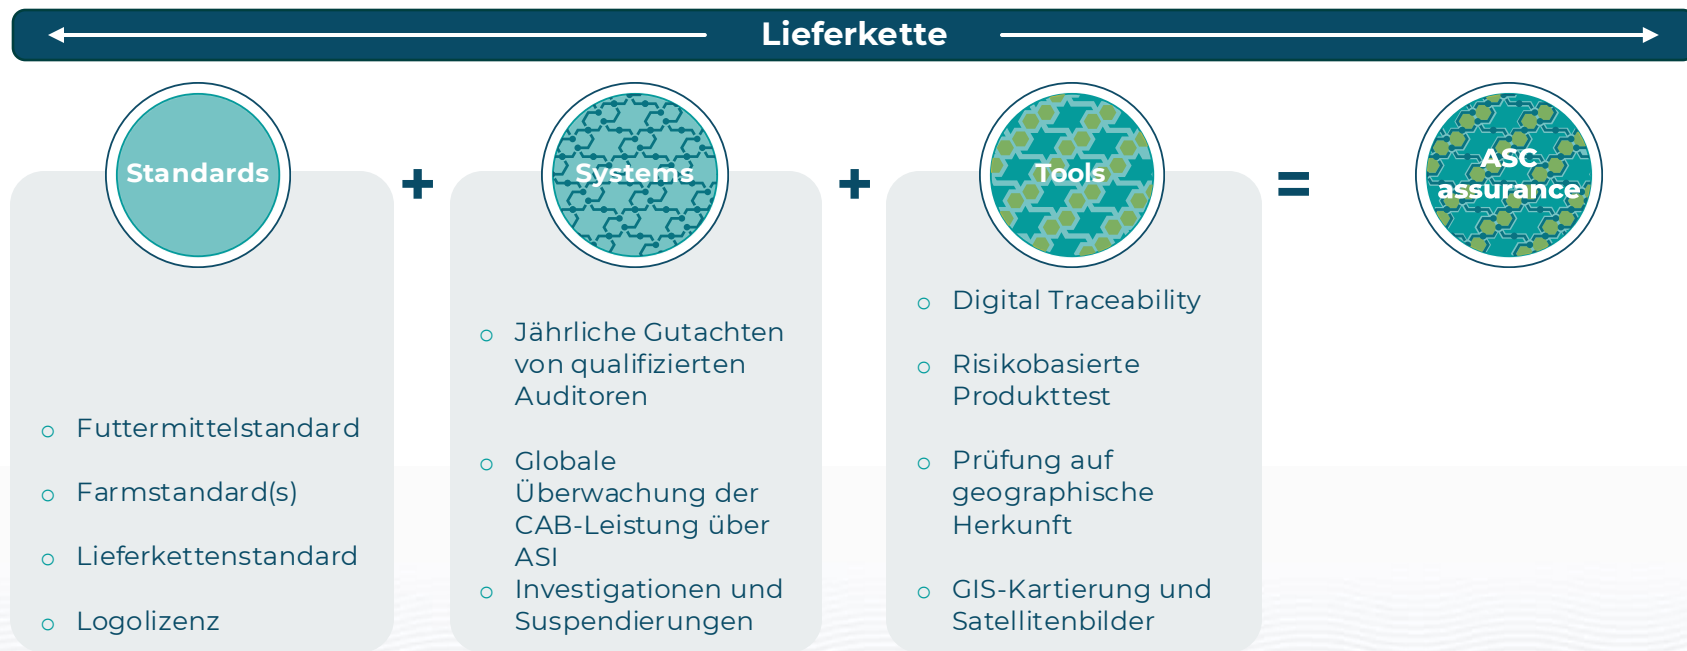 Lieferkette
Standards
+
Systems
+
Tools
=
ASC
assurance
Futtermittelstandard
Farmstandard(s)
Lieferkettenstandard
Logolizenz
Jährliche Gutachten
von qualifizierten
Auditoren
Globale
Überwachung der
CAB-Leistung über
ASI
Investigationen und
Suspendierungen
Digital Traceability
Risikobasierte
Produkttest
Prüfung auf
geographische
Herkunft
GIS-Kartierung und
Satellitenbilder